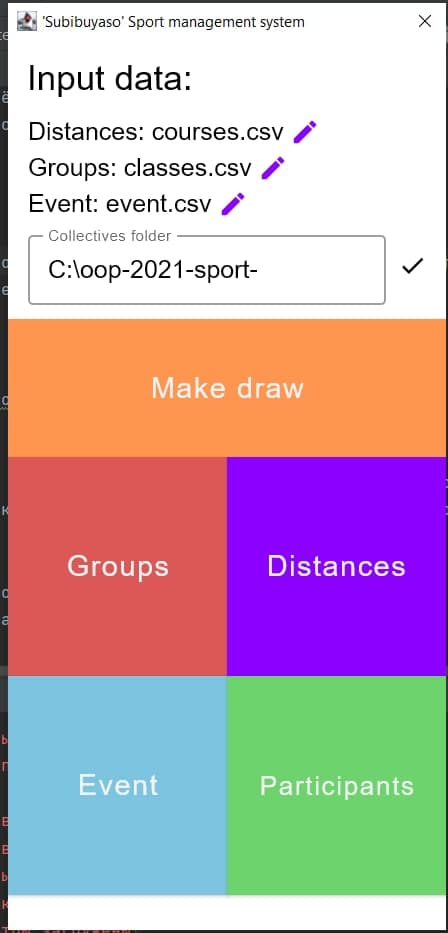 'Subibuyaso' Sport management system
Input data:
Distances: courses.csv
Groups: classes.csv
Event: event.csv
Collectives folder
C:\oop-2021-sport-
Make draw
Groups
Distances
Event
Participants